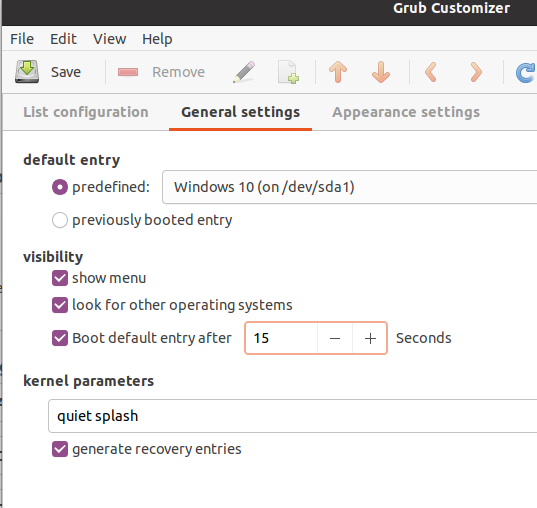 Grub Customizer
File Edit View Help
Save Remove
List configuration General settings Appearance settings
default entry
predefined: Windows 10 (on /dev/sda1)
previously booted entry
visibility
show menu
look for other operating systems
Boot default entry after 15 Seconds
kernel parameters
quiet splash
generate recovery entries